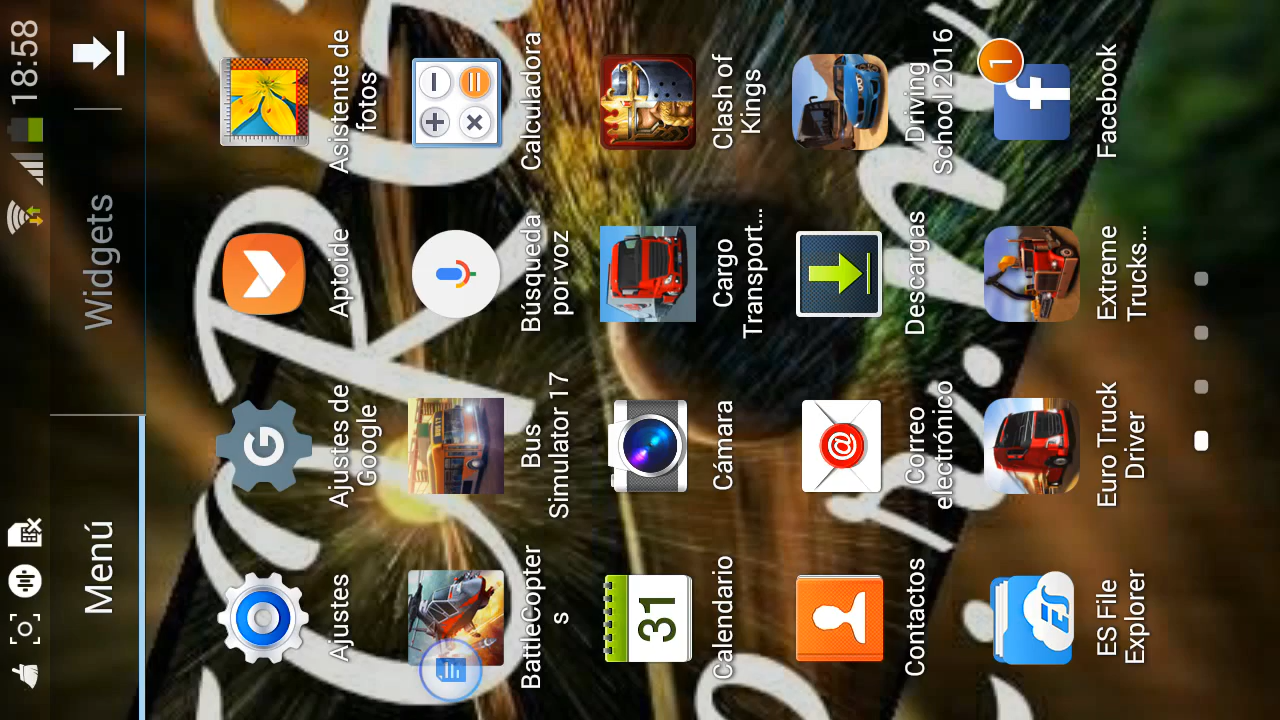 18:58
Menú
Widgets
Ajustes
Ajustes de
Google
Aptoide
Asistente de
fotos
BattleCopter
s
Bus
Simulator 17
Búsqueda
por voz
Calculadora
31
Calendario
Cámara
Cargo
Transport...
Clash of
Kings
Contactos
Correo
electrónico
Descargas
Driving
School 2016
ES
ES File
Explorer
Euro Truck
Driver
Extreme
Trucks...
1
Facebook